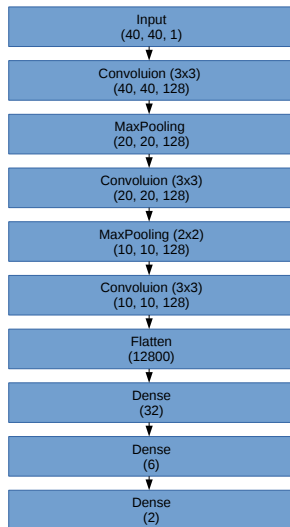 Input
(40, 40, 1)
Convoluion (3x3)
(40, 40, 128)
MaxPooling
(20, 20, 128)
Convoluion (3x3)
(20, 20, 128)
MaxPooling (2x2)
(10, 10, 128)
Convoluion (3x3)
(10, 10, 128)
Flatten
(12800)
Dense
(32)
Dense
(6)
Dense
(2)